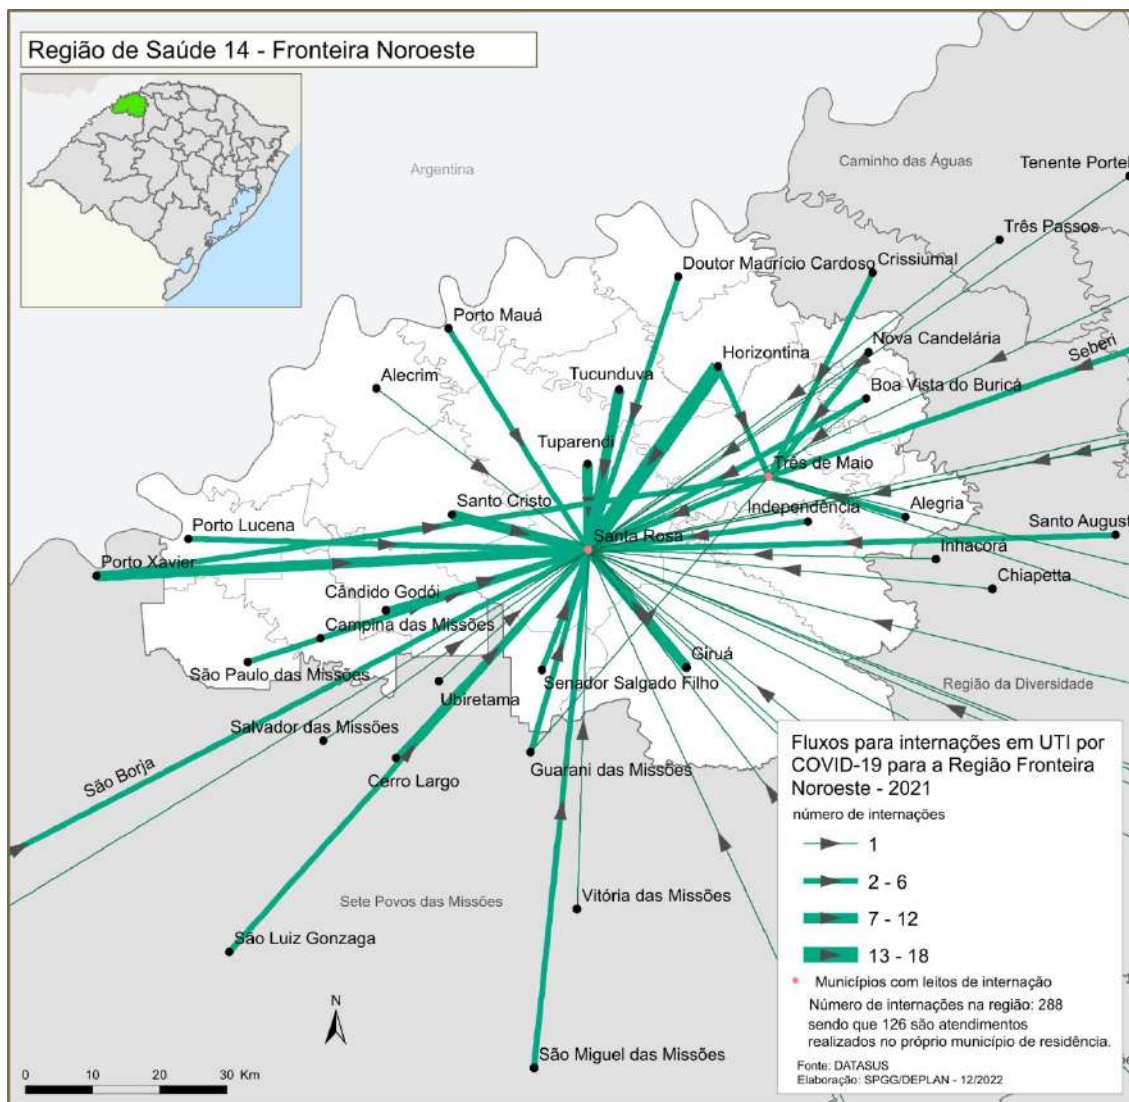 Região de Saúde 14 - Fronteira Noroeste
Argentina
Caminho das Águas
Tenente Portel
Três Passos
Doutor Maurício Cardoso
Crissiumal
Porto Mauá
Nova Candelária
Horizontina
Seberi
Alecrim
Tucunduva
Boa Vista do Buricá
Tuparendi
Três de Maio
Santo Cristo
Independência
Alegria
Porto Lucena
Santo August
Santa Rosa
Inhacorá
Porto Xavier
Chiapetta
Cândido Godói
Campina das Missões
Giruá
São Paulo das Missões
Senador Salgado Filho
Região da Diversidade
Ubiretama
Salvador das Missões
São Borja
Cerro Largo
Guarani das Missões
Sete Povos das Missões
Vitória das Missões
São Luiz Gonzaga
São Miguel das Missões
N
0 10 20 30 Km
Fluxos para internações em UTI por
COVID-19 para a Região Fronteira
Noroeste - 2021
número de internações
1
2 - 6
7 - 12
13 - 18
Municípios com leitos de internação
Número de internações na região: 288
sendo que 126 são atendimentos
realizados no próprio município de residência.
Fonte: DATASUS
Elaboração: SPGG/DEPLAN - 12/2022